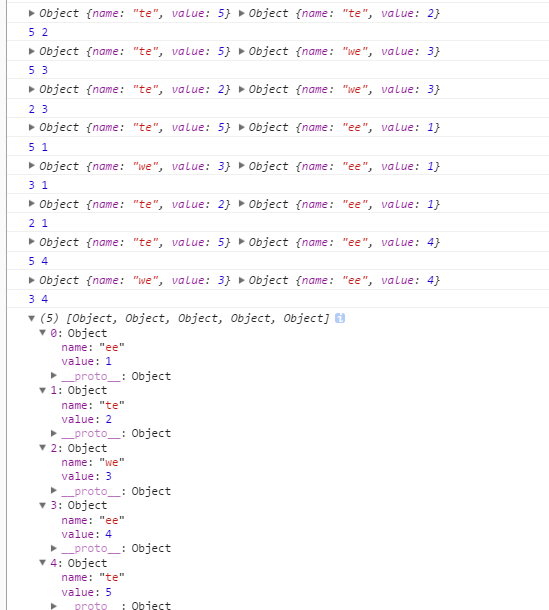 Object {name: "te", value: 5} Object {name: "te", value: 2}
5 2
Object {name: "te", value: 5} Object {name: "we", value: 3}
5 3
Object {name: "te", value: 2} Object {name: "we", value: 3}
2 3
Object {name: "te", value: 5} Object {name: "ee", value: 1}
5 1
Object {name: "we", value: 3} Object {name: "ee", value: 1}
3 1
Object {name: "te", value: 2} Object {name: "ee", value: 1}
2 1
Object {name: "te", value: 5} Object {name: "ee", value: 4}
5 4
Object {name: "we", value: 3} Object {name: "ee", value: 4}
3 4
(5) [Object, Object, Object, Object, Object] i
0: Object
name: "ee"
value: 1
__proto__: Object
1: Object
name: "te"
value: 2
__proto__: Object
2: Object
name: "we"
value: 3
__proto__: Object
3: Object
name: "ee"
value: 4
__proto__: Object
4: Object
name: "te"
value: 5
__proto__: Object